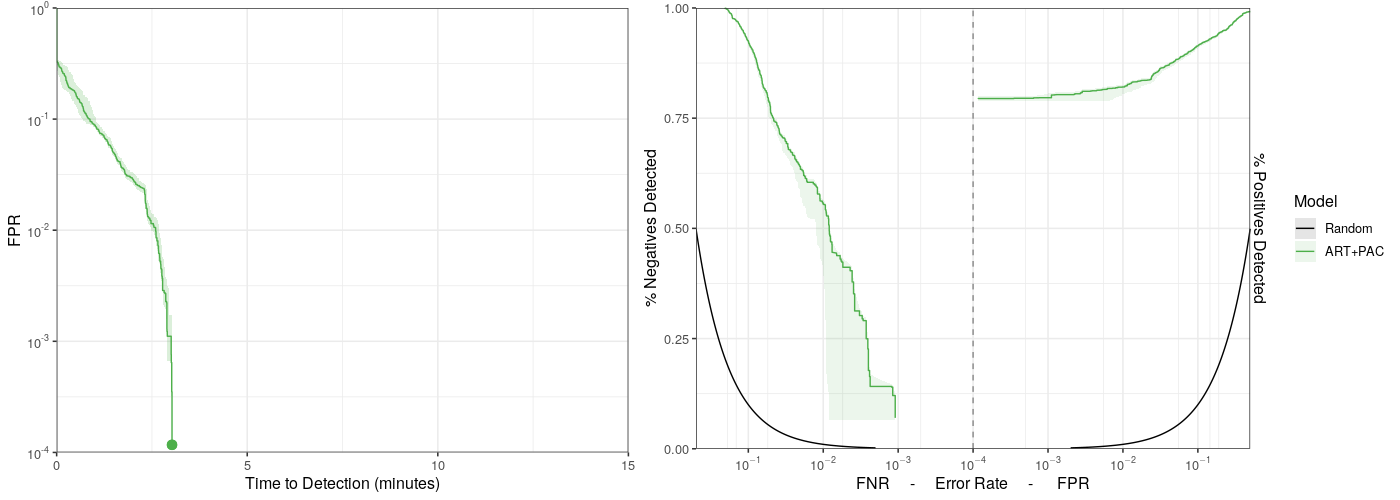 10^0
10^-1
10^-2
10^-3
10^-4
FPR
0
5
10
15
Time to Detection (minutes)
1.00
0.75
0.50
0.25
0.00
% Negatives Detected
10^-1
10^-2
10^-3
10^-4
10^-3
10^-2
10^-1
FNR - Error Rate - FPR
% Positives Detected
Model
Random
ART+PAC